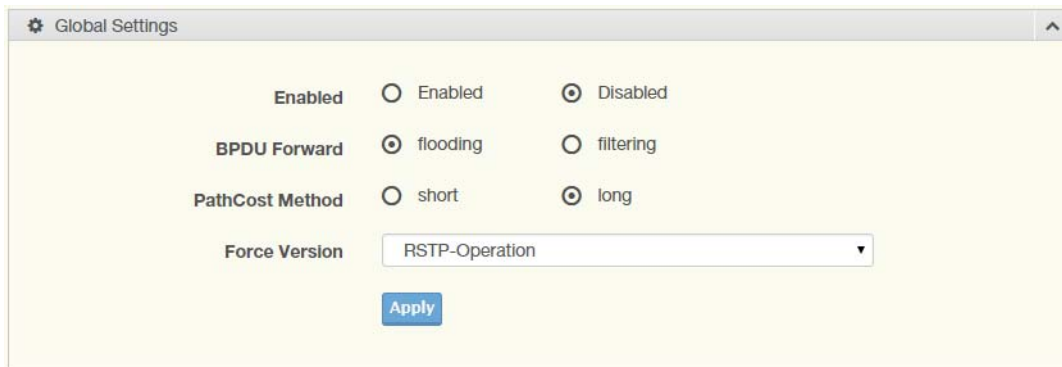 Global Settings
Enabled Enabled Disabled
BPDU Forward flooding filtering
PathCost Method short long
Force Version RSTP-Operation
Apply